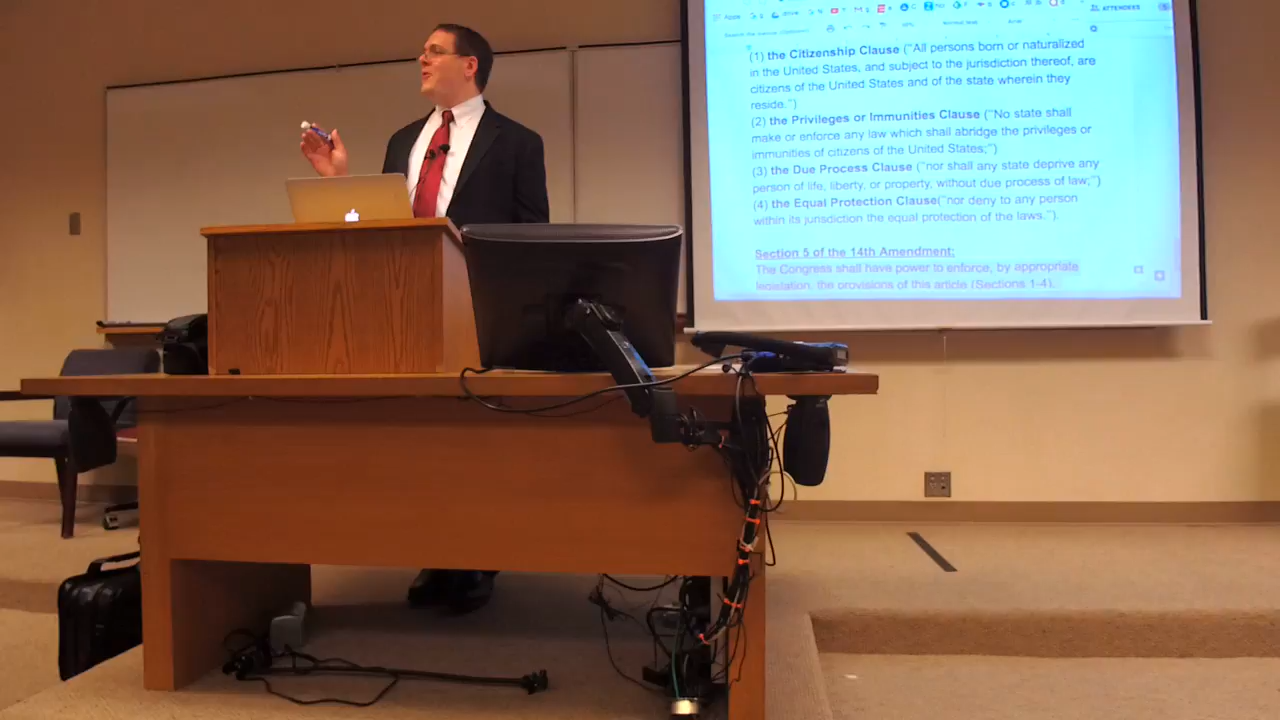 Apple
drive
ATTENDEES
Normal text
Arial
(1) the Citizenship Clause ("All persons born or naturalized
in the United States, and subject to the jurisdiction thereof, are
citizens of the United States and of the state wherein they
reside.")
(2) the Privileges or Immunities Clause ("No state shall
make or enforce any law which shall abridge the privileges or
immunities of citizens of the United States;")
(3) the Due Process Clause ("nor shall any state deprive any
person of life, liberty, or property, without due process of law;")
(4) the Equal Protection Clause("nor deny to any person
within its jurisdiction the equal protection of the laws.").
Section 5 of the 14th Amendment:
The Congress shall have power to enforce, by appropriate
legislation, the provisions of this article (Sections 1-4).